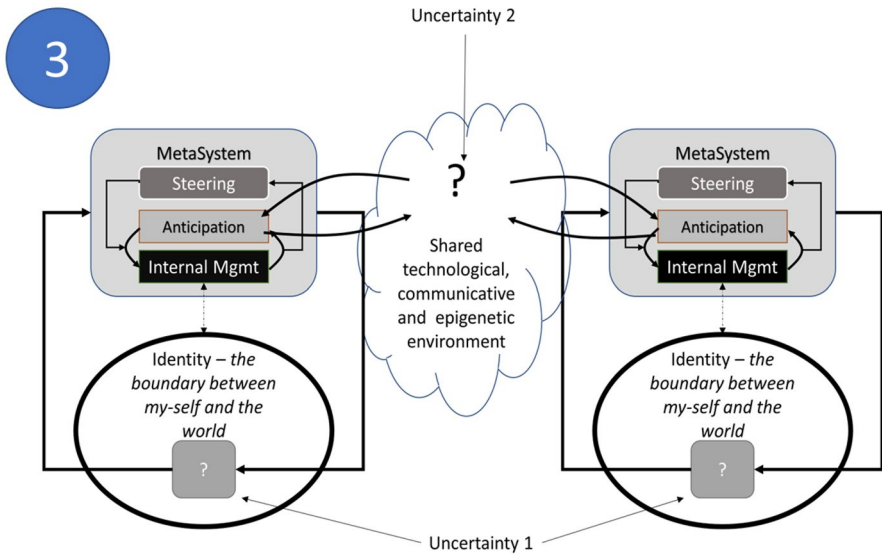 Uncertainty 2
3
MetaSystem
Steering
Anticipation
Internal Mgmt
?
Shared
technological,
communicative
and epigenetic
environment
MetaSystem
Steering
Anticipation
Internal Mgmt
Identity – the
boundary between
my-self and the
world
?
Identity – the
boundary between
my-self and the
world
?
Uncertainty 1